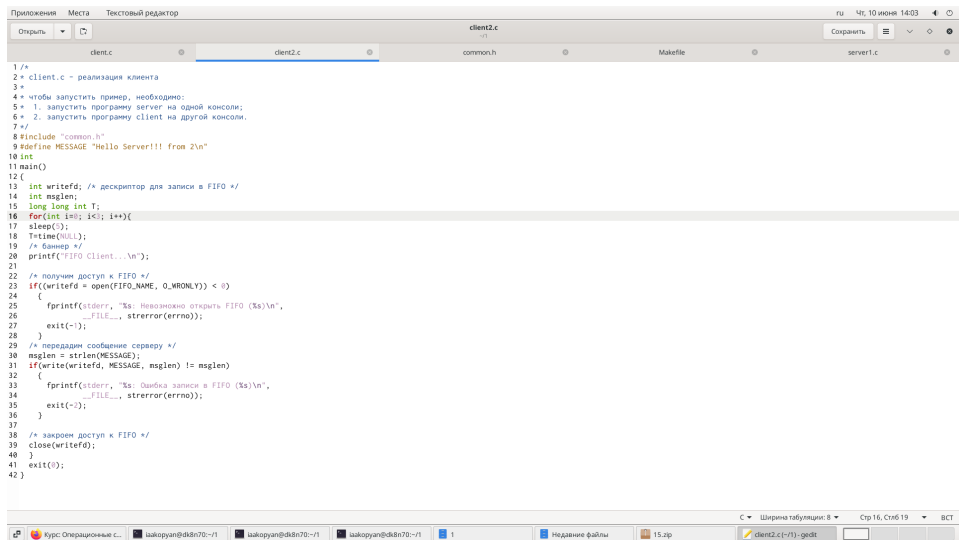 Приложения Места Текстовый редактор ru Чт, 10 июня 14:03
Открыть client2.c ~/1 Сохранить
client.c client2.c common.h Makefile server1.c
1 /*
2 * client.c - реализация клиента
3 *
4 * чтобы запустить пример, необходимо:
5 * 1. запустить программу server на одной консоли;
6 * 2. запустить программу client на другой консоли.
7 */
8 #include "common.h"
9 #define MESSAGE "Hello Server!!! from 2\n"
10 int
11 main()
12 {
13 int writefd; /* дескриптор для записи в FIFO */
14 int msglen;
15 long long int T;
16 for(int i=0; i<3; i++){
17 sleep(5);
18 T=time(NULL);
19 /* баннер */
20 printf("FIFO Client...\n");
21
22 /* получим доступ к FIFO */
23 if((writefd = open(FIFO_NAME, O_WRONLY)) < 0)
24 {
25 fprintf(stderr, "%s: Невозможно открыть FIFO (%s)\n",
26 __FILE__, strerror(errno));
27 exit(-1);
28 }
29 /* передадим сообщение серверу */
30 msglen = strlen(MESSAGE);
31 if(write(writefd, MESSAGE, msglen) != msglen)
32 {
33 fprintf(stderr, "%s: Ошибка записи в FIFO (%s)\n",
34 __FILE__, strerror(errno));
35 exit(-2);
36 }
37
38 /* закроем доступ к FIFO */
39 close(writefd);
40 }
41 exit(0);
42 }
C Ширина табуляции: 8 Стр 16, Стлб 19 ВСТ
Курс: Операционные с... iaakopyan@dk8n70:~/1 iaakopyan@dk8n70:~/1 iaakopyan@dk8n70:~/1 1 Недавние файлы 15.zip client2.c (~/1) - gedit